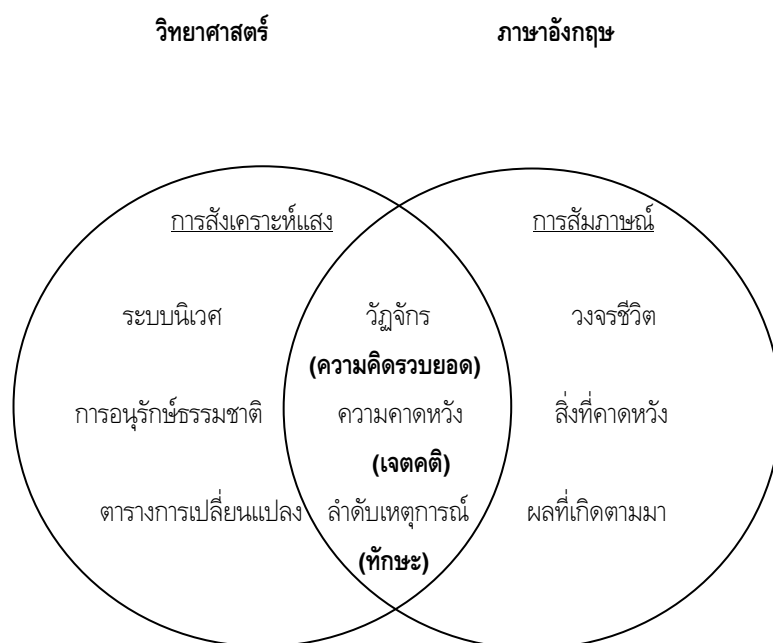 วิทยาศาสตร์ ภาษาอังกฤษ
การสังเคราะห์แสง การสัมภาษณ์
ระบบนิเวศ วัฏจักร วงจรชีวิต
(ความคิดรวบยอด)
การอนุรักษ์ธรรมชาติ ความคาดหวัง สิ่งที่คาดหวัง
(เจตคติ)
ตารางการเปลี่ยนแปลง ลำดับเหตุการณ์ ผลที่เกิดตามมา
(ทักษะ)